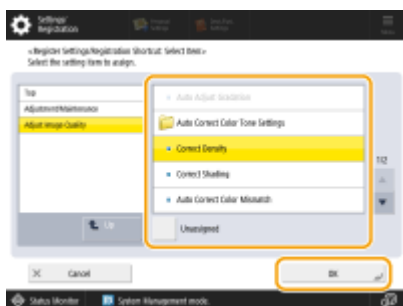 Settings/
Registration
<Register Settings/Registration Shortcut: Select Item>
Select the setting item to assign.
Top
Adjustment/Maintenance
Adjust Image Quality
Auto Adjust Gradation
Auto Correct Color Tone Settings
Correct Density
Correct Shading
Auto Correct Color Mismatch
1/2
Up
Unassigned
Cancel
OK
Status Monitor
System Management mode.